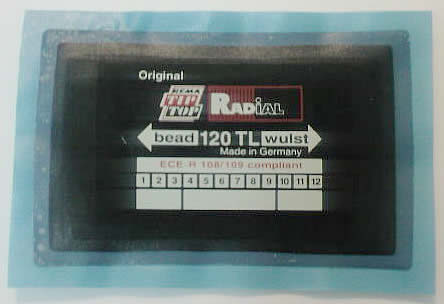 Original
REMA
TIP
TOP
RADIAL
bead 120 TL wulst
Made in Germany
ECE-R 108/109 compliant
1 2 3 4 5 6 7 8 9 10 11 12